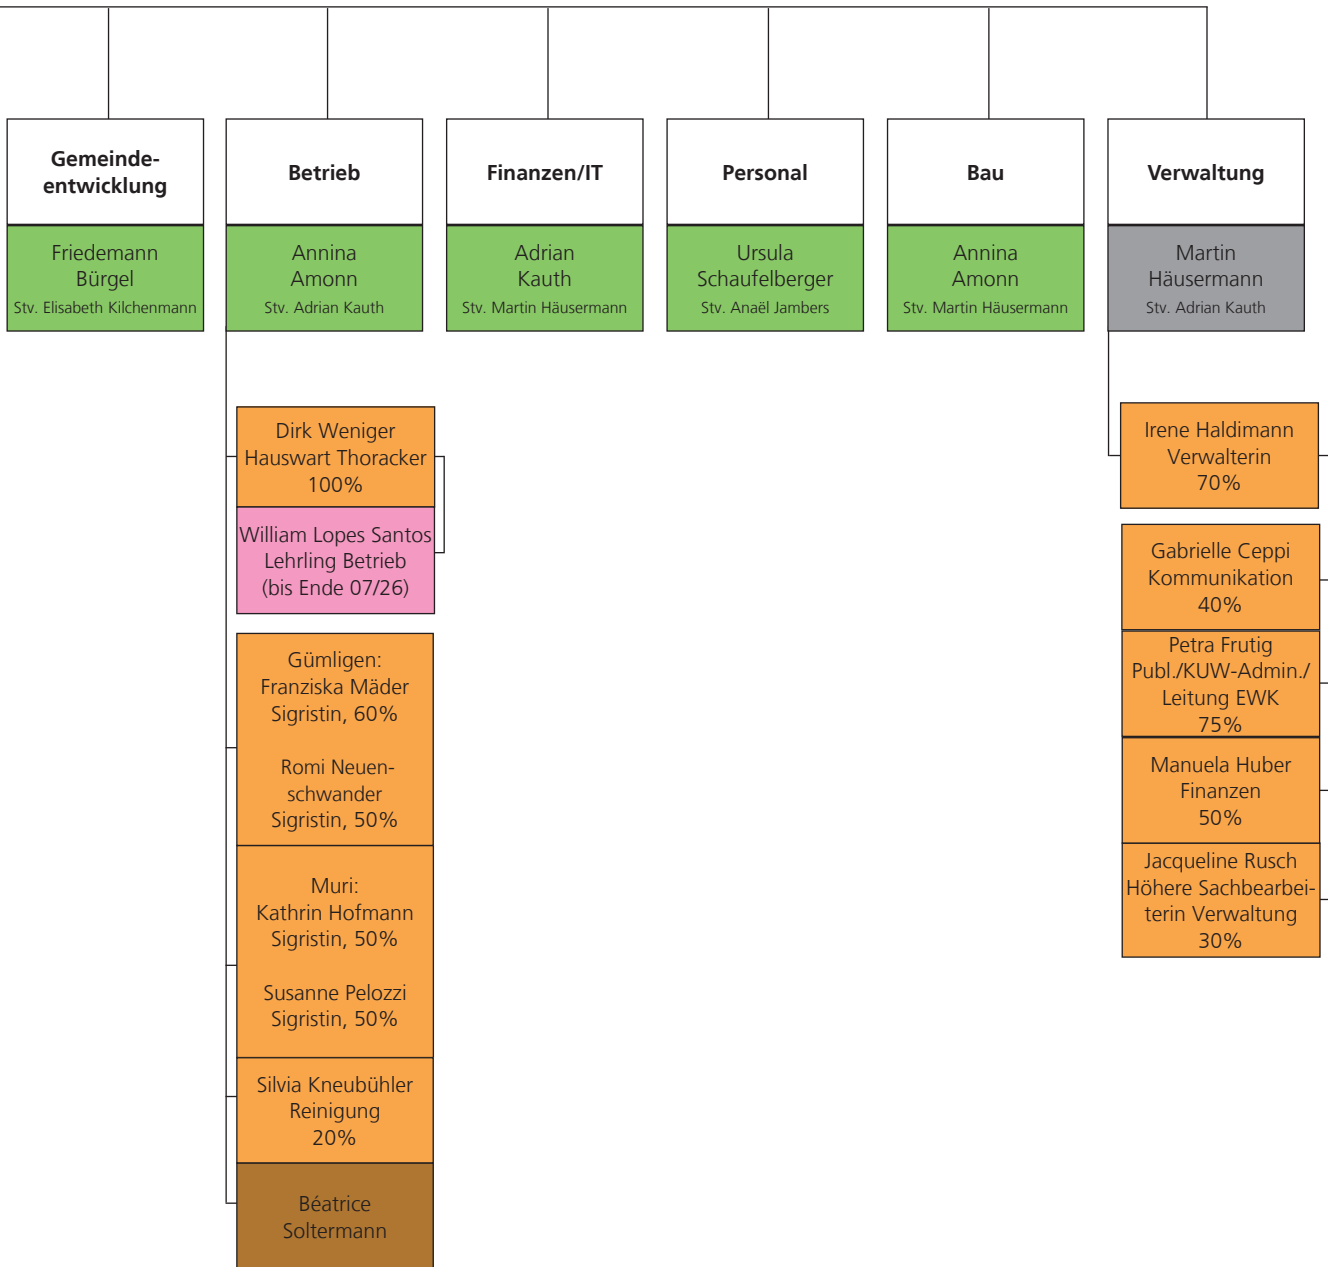 Gemeinde-
entwicklung
Friedemann
Bürgel
Stv. Elisabeth Kilchenmann
Betrieb
Annina
Amonn
Stv. Adrian Kauth
Dirk Weniger
Hauswart Thoracker
100%
William Lopes Santos
Lehrling Betrieb
(bis Ende 07/26)
Gümligen:
Franziska Mäder
Sigristin, 60%
Romi Neuen-
schwander
Sigristin, 50%
Muri:
Kathrin Hofmann
Sigristin, 50%
Susanne Pelozzi
Sigristin, 50%
Silvia Kneubühler
Reinigung
20%
Béatrice
Soltermann
Finanzen/IT
Adrian
Kauth
Stv. Martin Häusermann
Personal
Ursula
Schaufelberger
Stv. Anaël Jambers
Bau
Annina
Amonn
Stv. Martin Häusermann
Verwaltung
Martin
Häusermann
Stv. Adrian Kauth
Irene Haldimann
Verwalterin
70%
Gabrielle Ceppi
Kommunikation
40%
Petra Frutig
Publ./KUW-Admin./
Leitung EWK
75%
Manuela Huber
Finanzen
50%
Jacqueline Rusch
Höhere Sachbearbei-
terin Verwaltung
30%